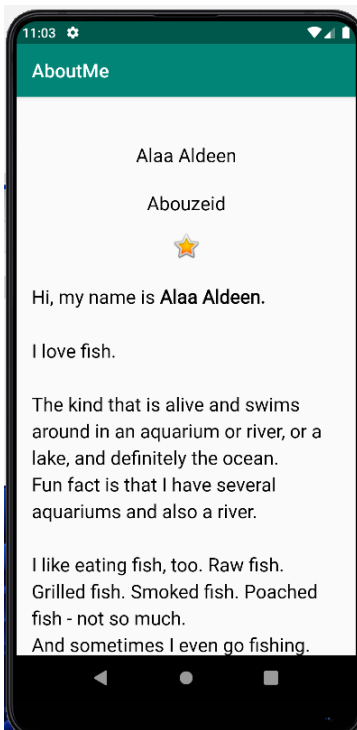 11:03
AboutMe
Alaa Aldeen
Abouzeid
Hi, my name is Alaa Aldeen.
I love fish.
The kind that is alive and swims
around in an aquarium or river, or a
lake, and definitely the ocean.
Fun fact is that I have several
aquariums and also a river.
I like eating fish, too. Raw fish.
Grilled fish. Smoked fish. Poached
fish - not so much.
And sometimes I even go fishing.